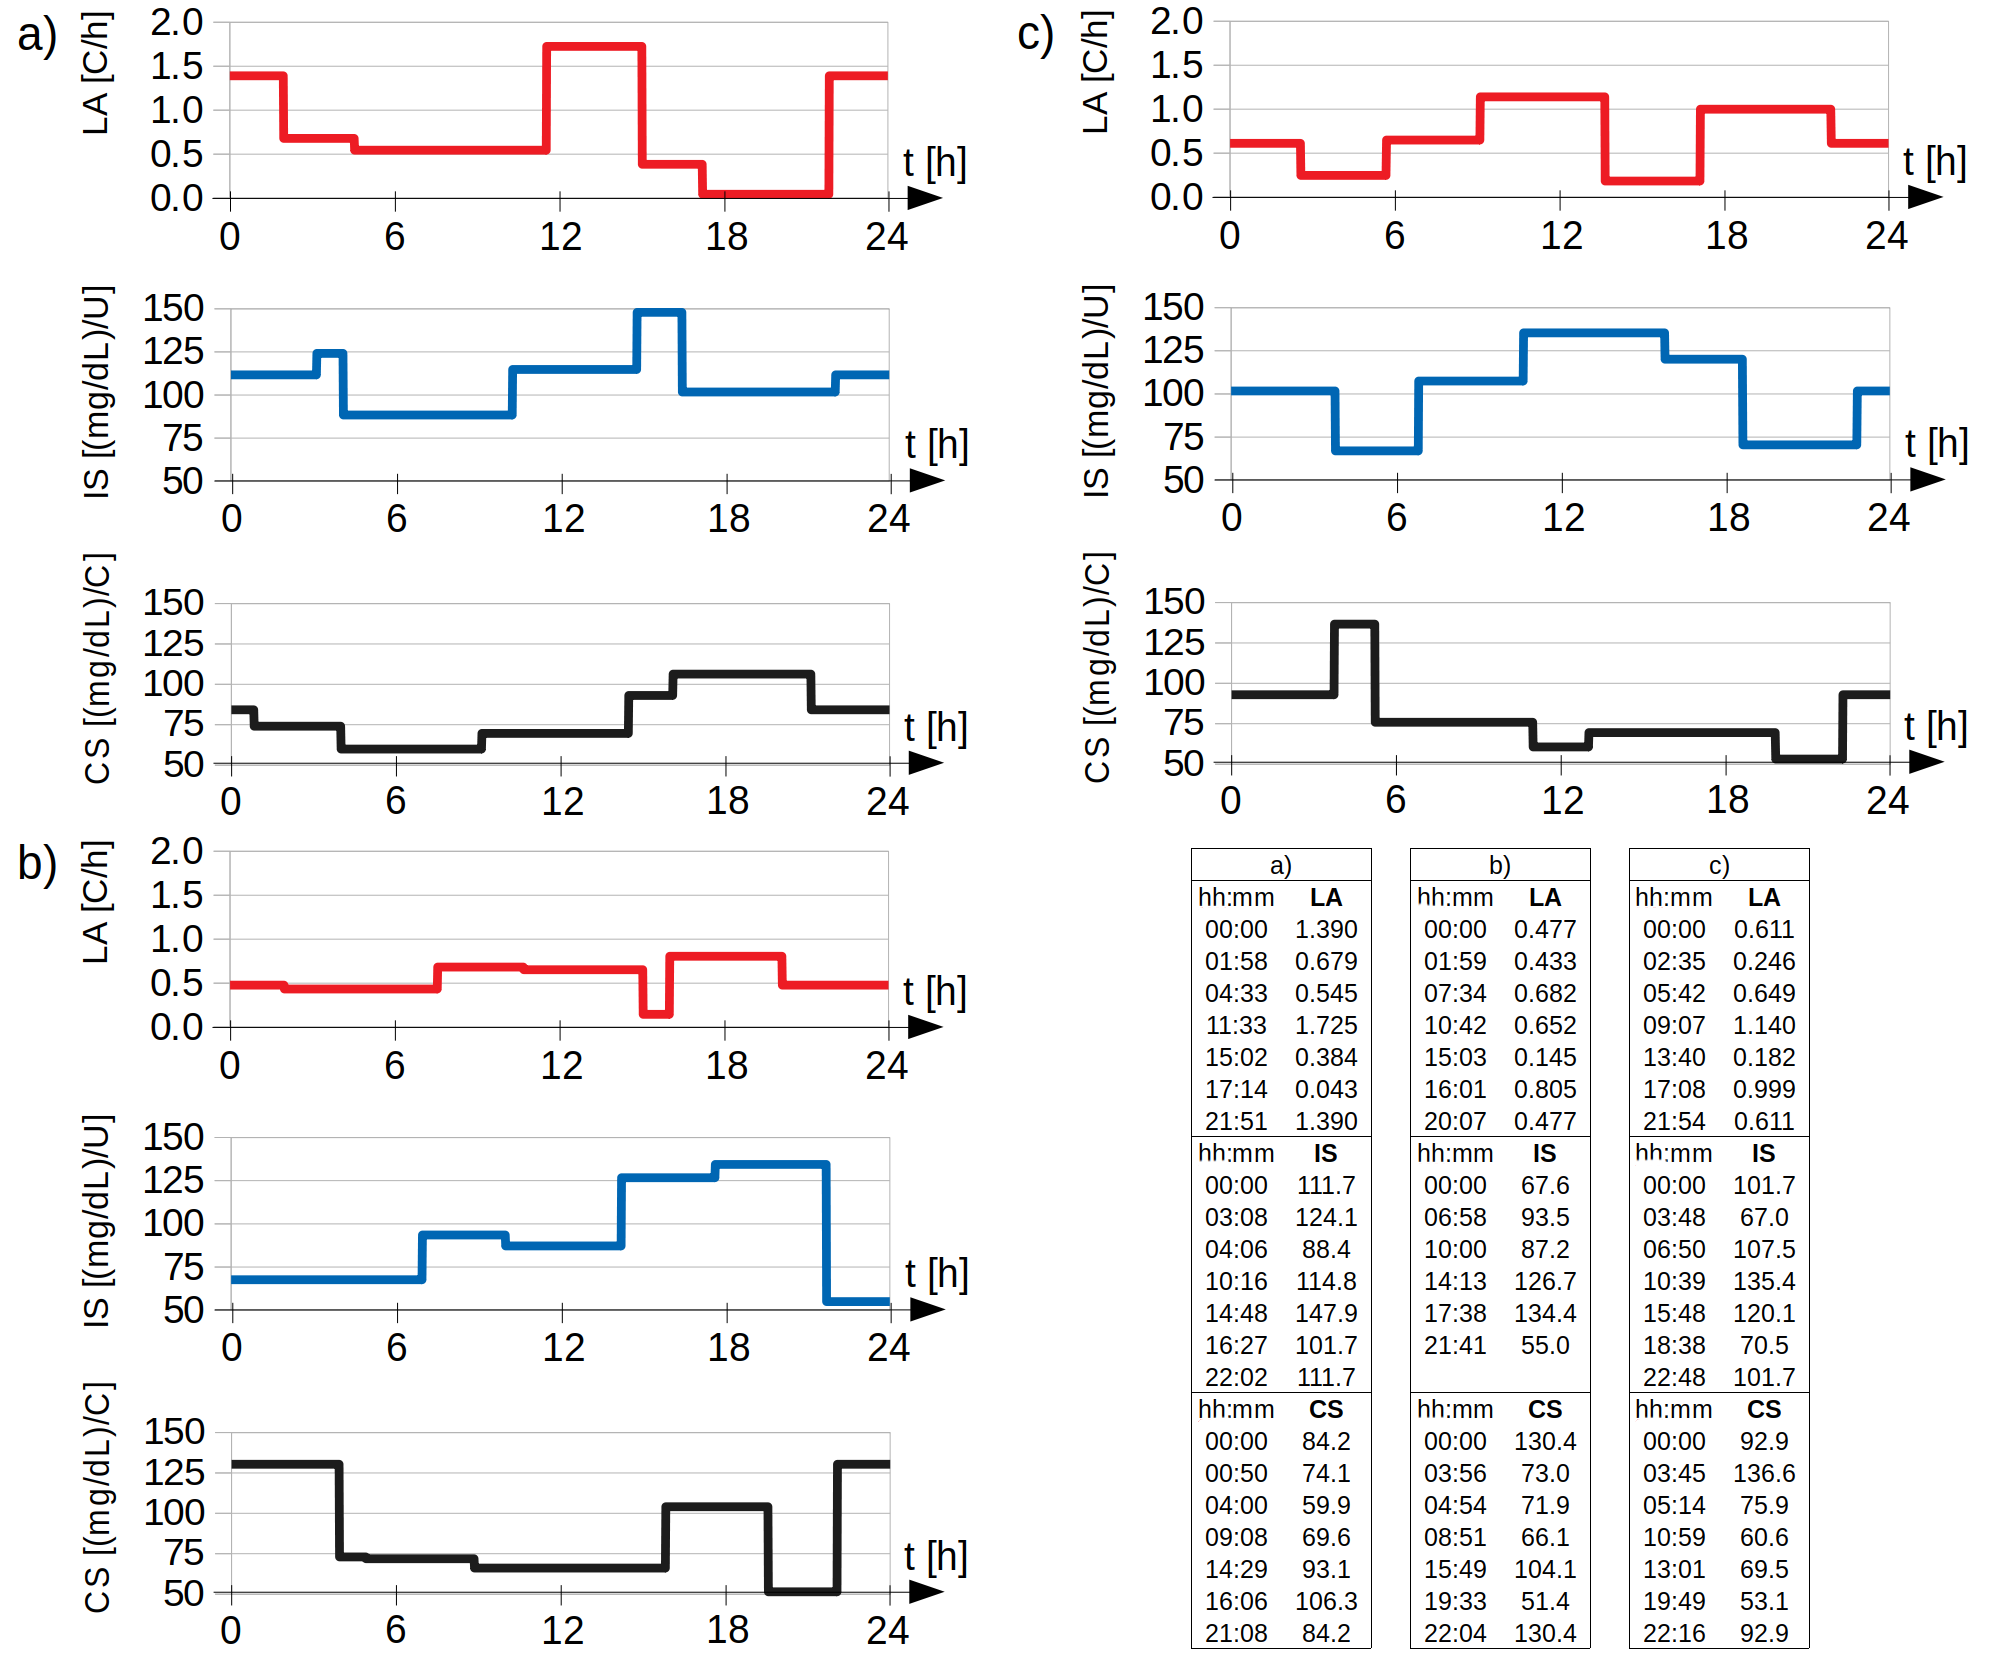 a)
LA [C/h]
2.0
1.5
1.0
0.5
0.0
t [h]
0 6 12 18 24
IS [(mg/dL)/U]
150
125
100
75
50
t [h]
0 6 12 18 24
CS [(mg/dL)/C]
150
125
100
75
50
t [h]
0 6 12 18 24
b)
LA [C/h]
2.0
1.5
1.0
0.5
0.0
t [h]
0 6 12 18 24
IS [(mg/dL)/U]
150
125
100
75
50
t [h]
0 6 12 18 24
CS [(mg/dL)/C]
150
125
100
75
50
t [h]
0 6 12 18 24
c)
LA [C/h]
2.0
1.5
1.0
0.5
0.0
t [h]
0 6 12 18 24
IS [(mg/dL)/U]
150
125
100
75
50
t [h]
0 6 12 18 24
CS [(mg/dL)/C]
150
125
100
75
50
t [h]
0 6 12 18 24
a)
hh:mm LA
00:00 1.390
01:58 0.679
04:33 0.545
11:33 1.725
15:02 0.384
17:14 0.043
21:51 1.390
hh:mm IS
00:00 111.7
03:08 124.1
04:06 88.4
10:16 114.8
14:48 147.9
16:27 101.7
22:02 111.7
hh:mm CS
00:00 84.2
00:50 74.1
04:00 59.9
09:08 69.6
14:29 93.1
16:06 106.3
21:08 84.2
b)
hh:mm LA
00:00 0.477
01:59 0.433
07:34 0.682
10:42 0.652
15:03 0.145
16:01 0.805
20:07 0.477
hh:mm IS
00:00 67.6
06:58 93.5
10:00 87.2
14:13 126.7
17:38 134.4
21:41 55.0
hh:mm CS
00:00 130.4
03:56 73.0
04:54 71.9
08:51 66.1
15:49 104.1
19:33 51.4
22:04 130.4
c)
hh:mm LA
00:00 0.611
02:35 0.246
05:42 0.649
09:07 1.140
13:40 0.182
17:08 0.999
21:54 0.611
hh:mm IS
00:00 101.7
03:48 67.0
06:50 107.5
10:39 135.4
15:48 120.1
18:38 70.5
22:48 101.7
hh:mm CS
00:00 92.9
03:45 136.6
05:14 75.9
10:59 60.6
13:01 69.5
19:49 53.1
22:16 92.9